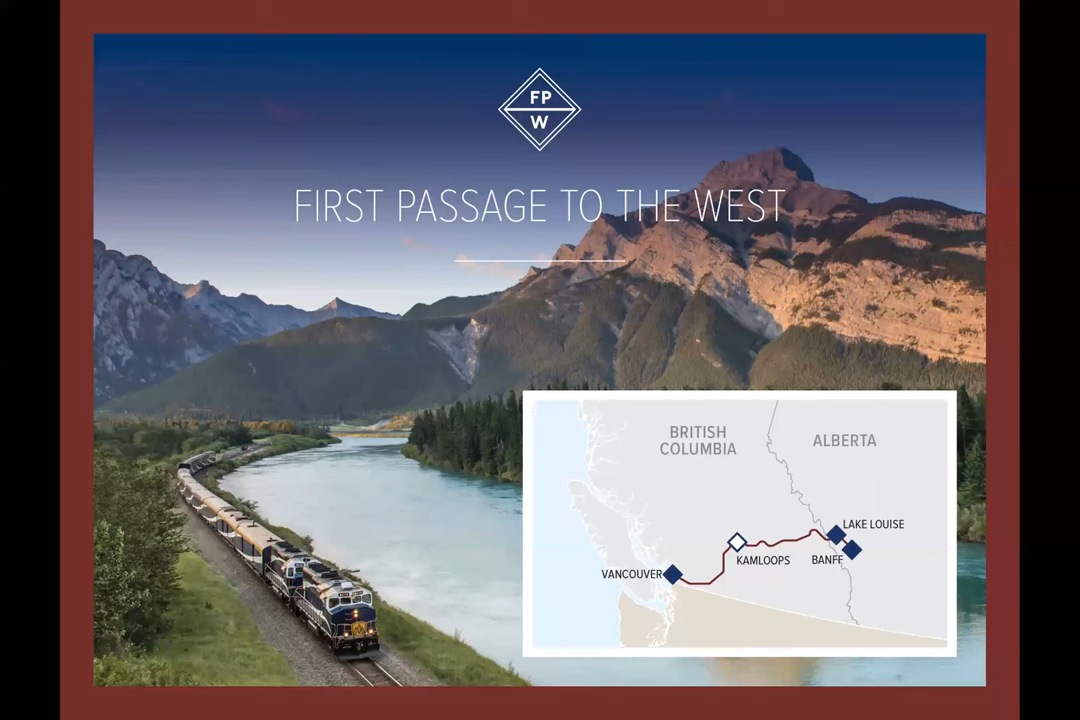 FP
W
FIRST PASSAGE TO THE WEST
BRITISH
COLUMBIA
ALBERTA
LAKE LOUISE
KAMLOOPS
BANFF
VANCOUVER